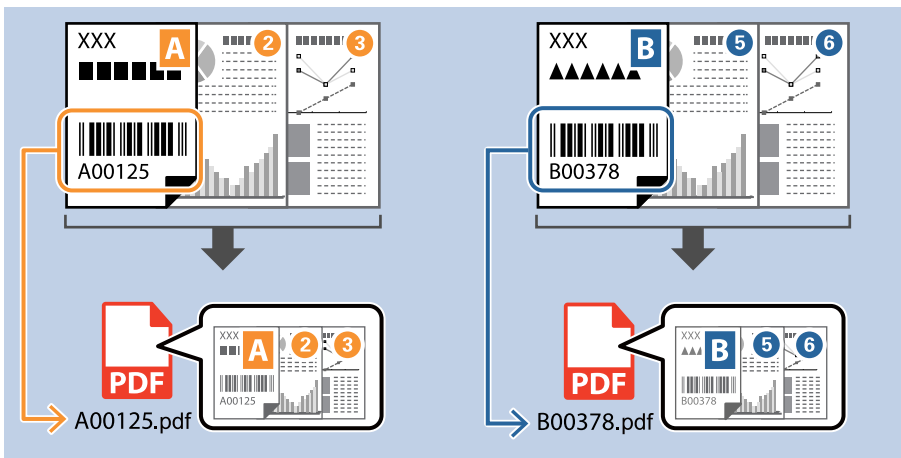 XXX
A
2
3
A00125
XXX
B
5
6
B00378
PDF
XXX
A
2
3
A00125
A00125.pdf
PDF
XXX
B
5
6
B00378
B00378.pdf